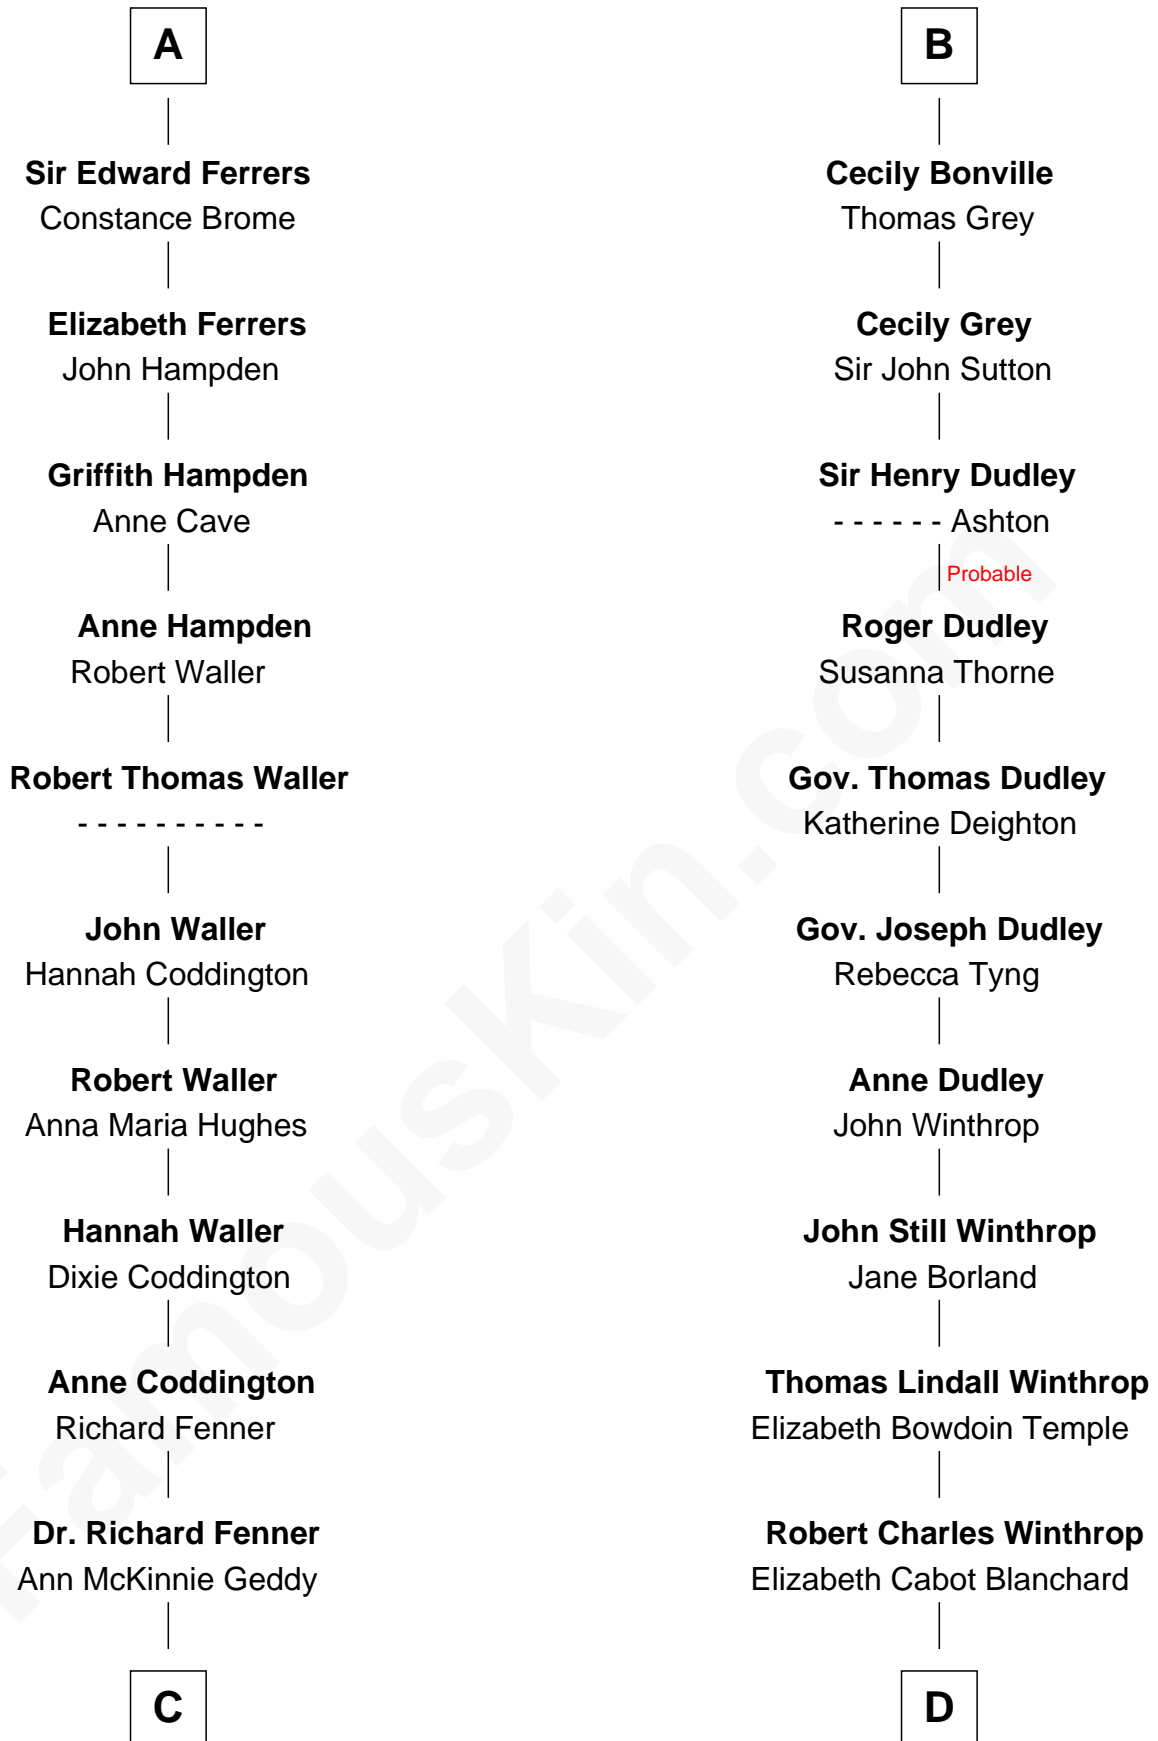 A
Sir Edward Ferrers
Constance Brome
Elizabeth Ferrers
John Hampden
Griffith Hampden
Anne Cave
Anne Hampden
Robert Waller
Robert Thomas Waller
- - - - - - - - - -
John Waller
Hannah Coddington
Robert Waller
Anna Maria Hughes
Hannah Waller
Dixie Coddington
Anne Coddington
Richard Fenner
Dr. Richard Fenner
Ann McKinnie Geddy
C
B
Cecily Bonville
Thomas Grey
Cecily Grey
Sir John Sutton
Sir Henry Dudley
- - - - - - Ashton
Probable
Roger Dudley
Susanna Thorne
Gov. Thomas Dudley
Katherine Deighton
Gov. Joseph Dudley
Rebecca Tyng
Anne Dudley
John Winthrop
John Still Winthrop
Jane Borland
Thomas Lindall Winthrop
Elizabeth Bowdoin Temple
Robert Charles Winthrop
Elizabeth Cabot Blanchard
D
FamousKin.com